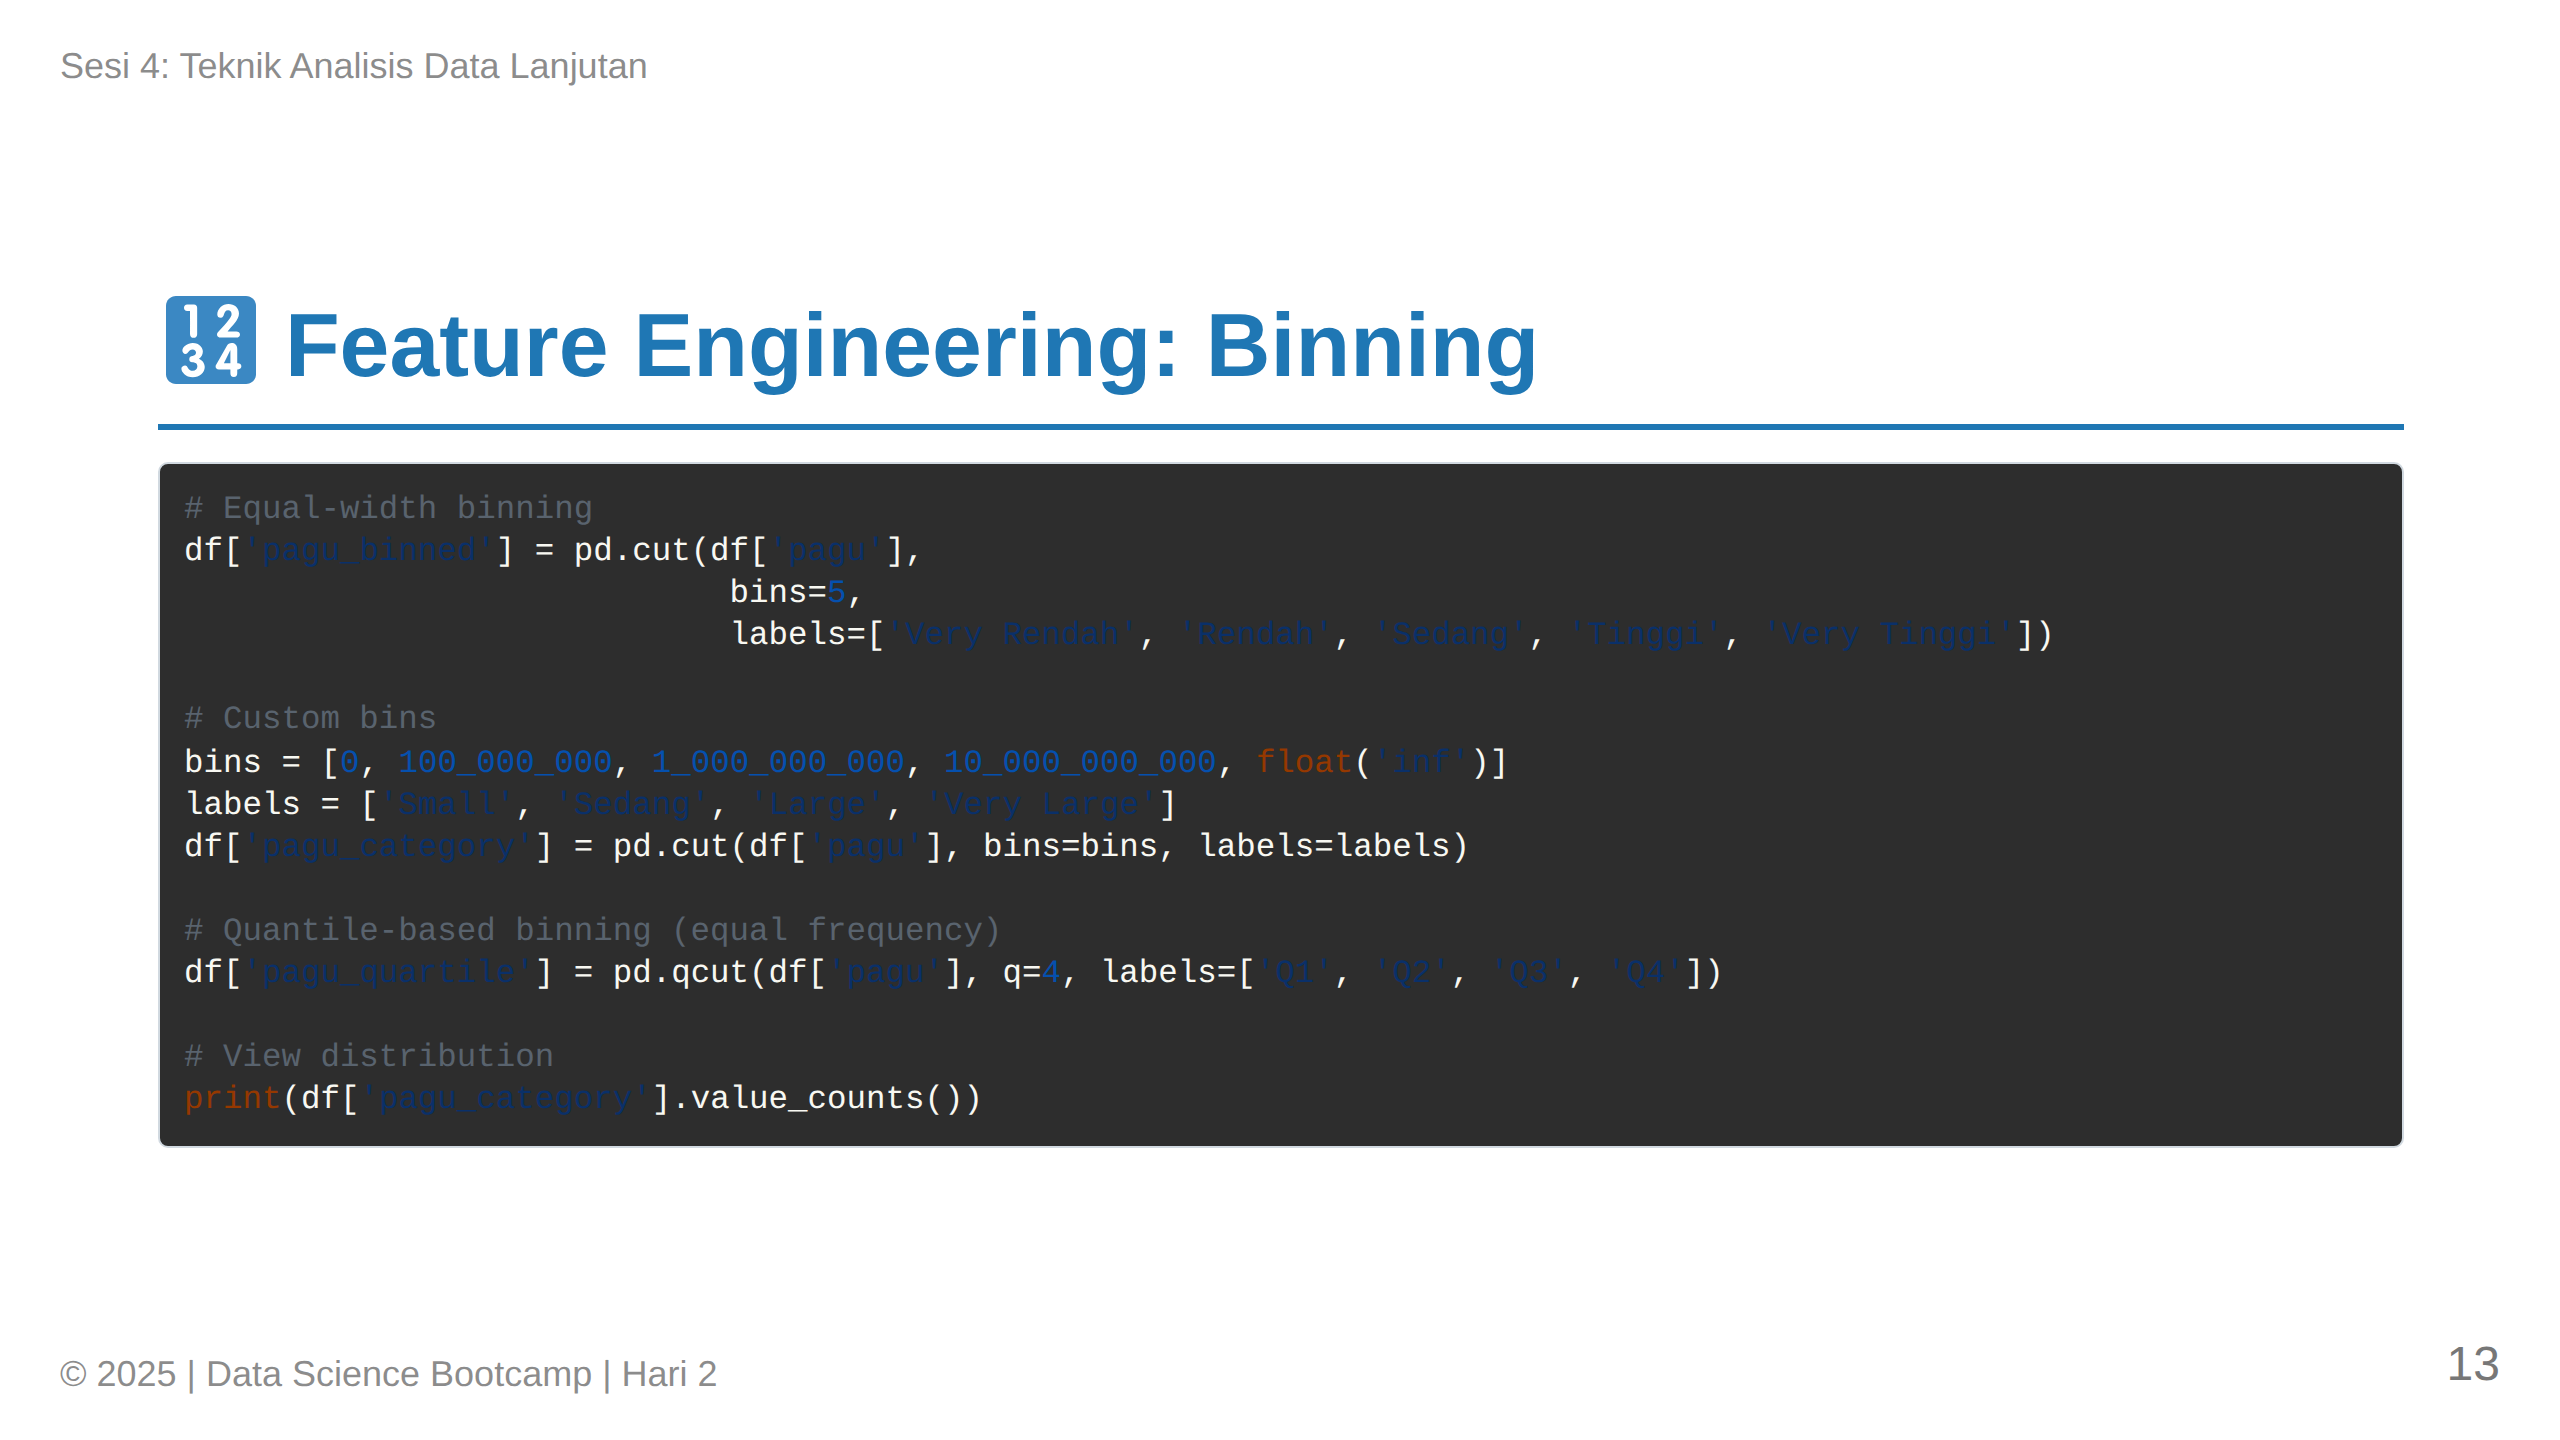 Sesi 4: Teknik Analisis Data Lanjutan
🔢 Feature Engineering: Binning
# Equal-width binning
df['pagu_binned'] = pd.cut(df['pagu'],
                            bins=5,
                            labels=['Very Rendah', 'Rendah', 'Sedang', 'Tinggi', 'Very Tinggi'])
# Custom bins
bins = [0, 100_000_000, 1_000_000_000, 10_000_000_000, float('inf')]
labels = ['Small', 'Sedang', 'Large', 'Very Large']
df['pagu_category'] = pd.cut(df['pagu'], bins=bins, labels=labels)
# Quantile-based binning (equal frequency)
df['pagu_quartile'] = pd.qcut(df['pagu'], q=4, labels=['Q1', 'Q2', 'Q3', 'Q4'])
# View distribution
print(df['pagu_category'].value_counts())
© 2025 | Data Science Bootcamp | Hari 2
13